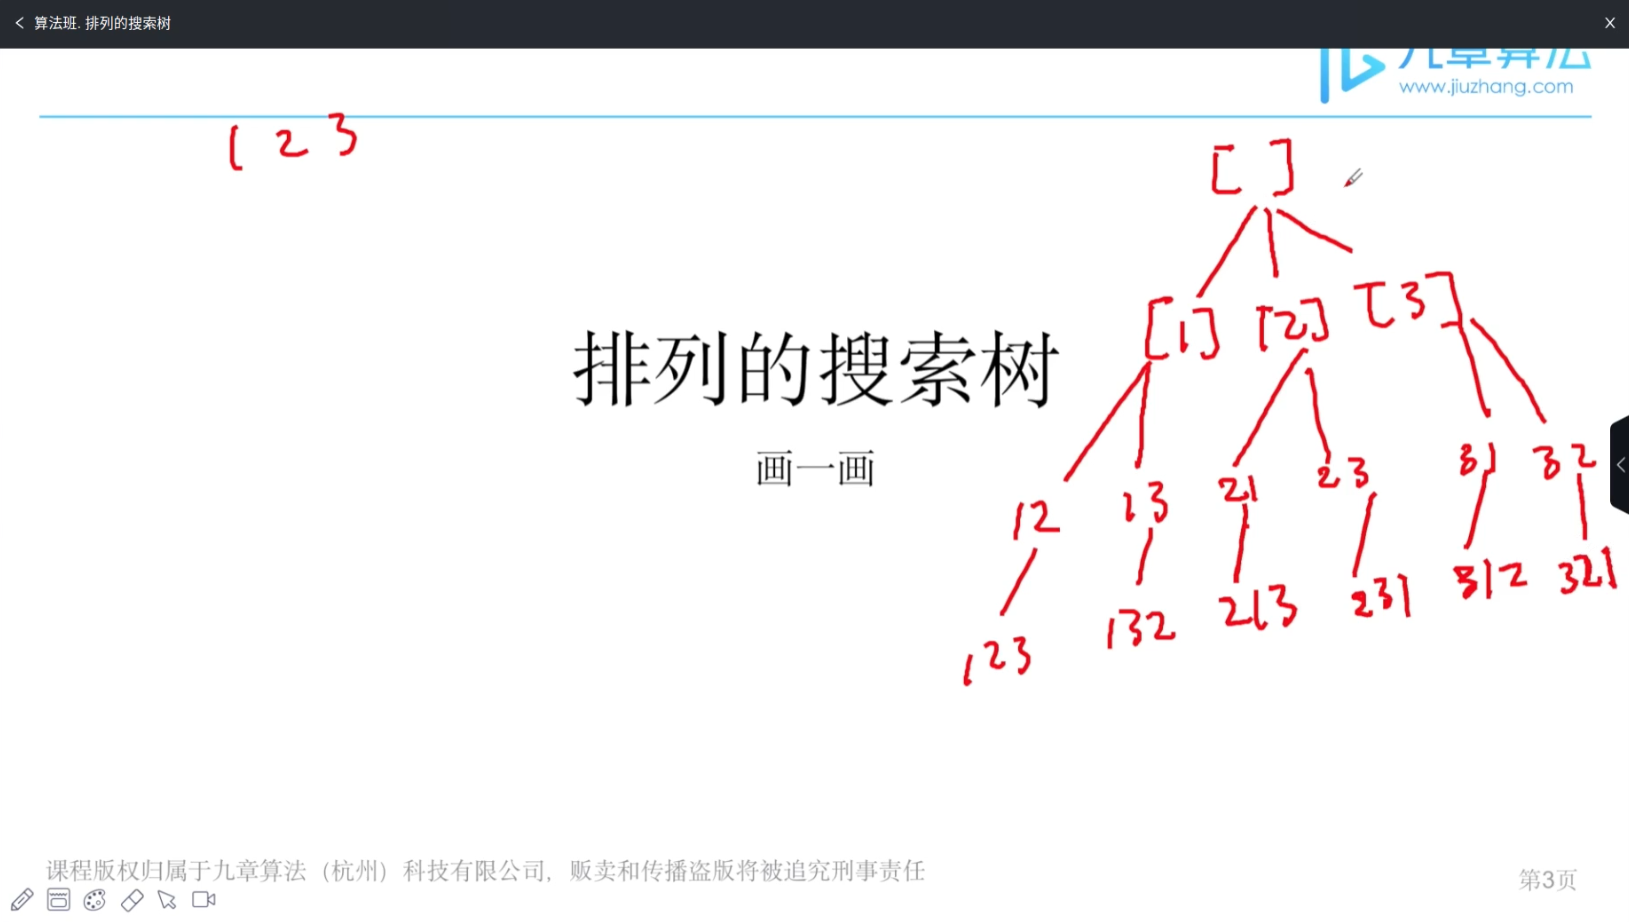 算法班. 排列的搜索树
九章算法
www.jiuzhang.com
1 2 3
[ ]
[1] [2] [3]
排列的搜索树
画一画
12 13 21 23 31 32
123 132 213 231 312 321
课程版权归属于九章算法（杭州）科技有限公司，贩卖和传播盗版将被追究刑事责任
第3页